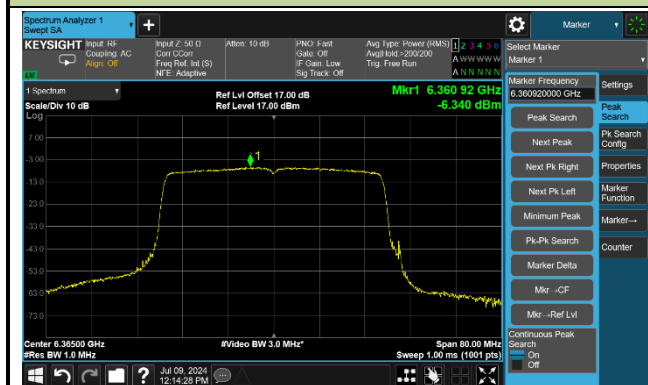 Spectrum Analyzer 1
Swept SA
+
Marker
KEYSIGHT
Input: RF
Coupling: AC
Align: Off
Input Z: 50 Ω
Corr CCorr
Freq Ref: Int (S)
NFE: Adaptive
Atten: 10 dB
PNO: Fast
Gate: Off
IF Gain: Low
Sig Track: Off
Avg Type: Power (RMS)
Avg|Hold:>200/200
Trig: Free Run
1 2 3 4 5 6
A W W W W W
A N N N N N
Select Marker
Marker 1
1 Spectrum
Scale/Div 10 dB
Log
Ref Lvl Offset 17.00 dB
Ref Level 17.00 dBm
Mkr1 6.360 92 GHz
-6.340 dBm
1
7.00
-3.00
-13.0
-23.0
-33.0
-43.0
-53.0
-63.0
-73.0
Center 6.36500 GHz
#Res BW 1.0 MHz
#Video BW 3.0 MHz*
Span 80.00 MHz
Sweep 1.00 ms (1001 pts)
Marker Frequency
6.360920000 GHz
Peak Search
Next Peak
Next Pk Right
Next Pk Left
Minimum Peak
Pk-Pk Search
Marker Delta
Mkr→CF
Mkr→Ref Lvl
Continuous Peak
Search
On
Off
Settings
Peak
Search
Pk Search
Config
Properties
Marker
Function
Marker→
Counter
?
Jul 09, 2024
12:14:28 PM